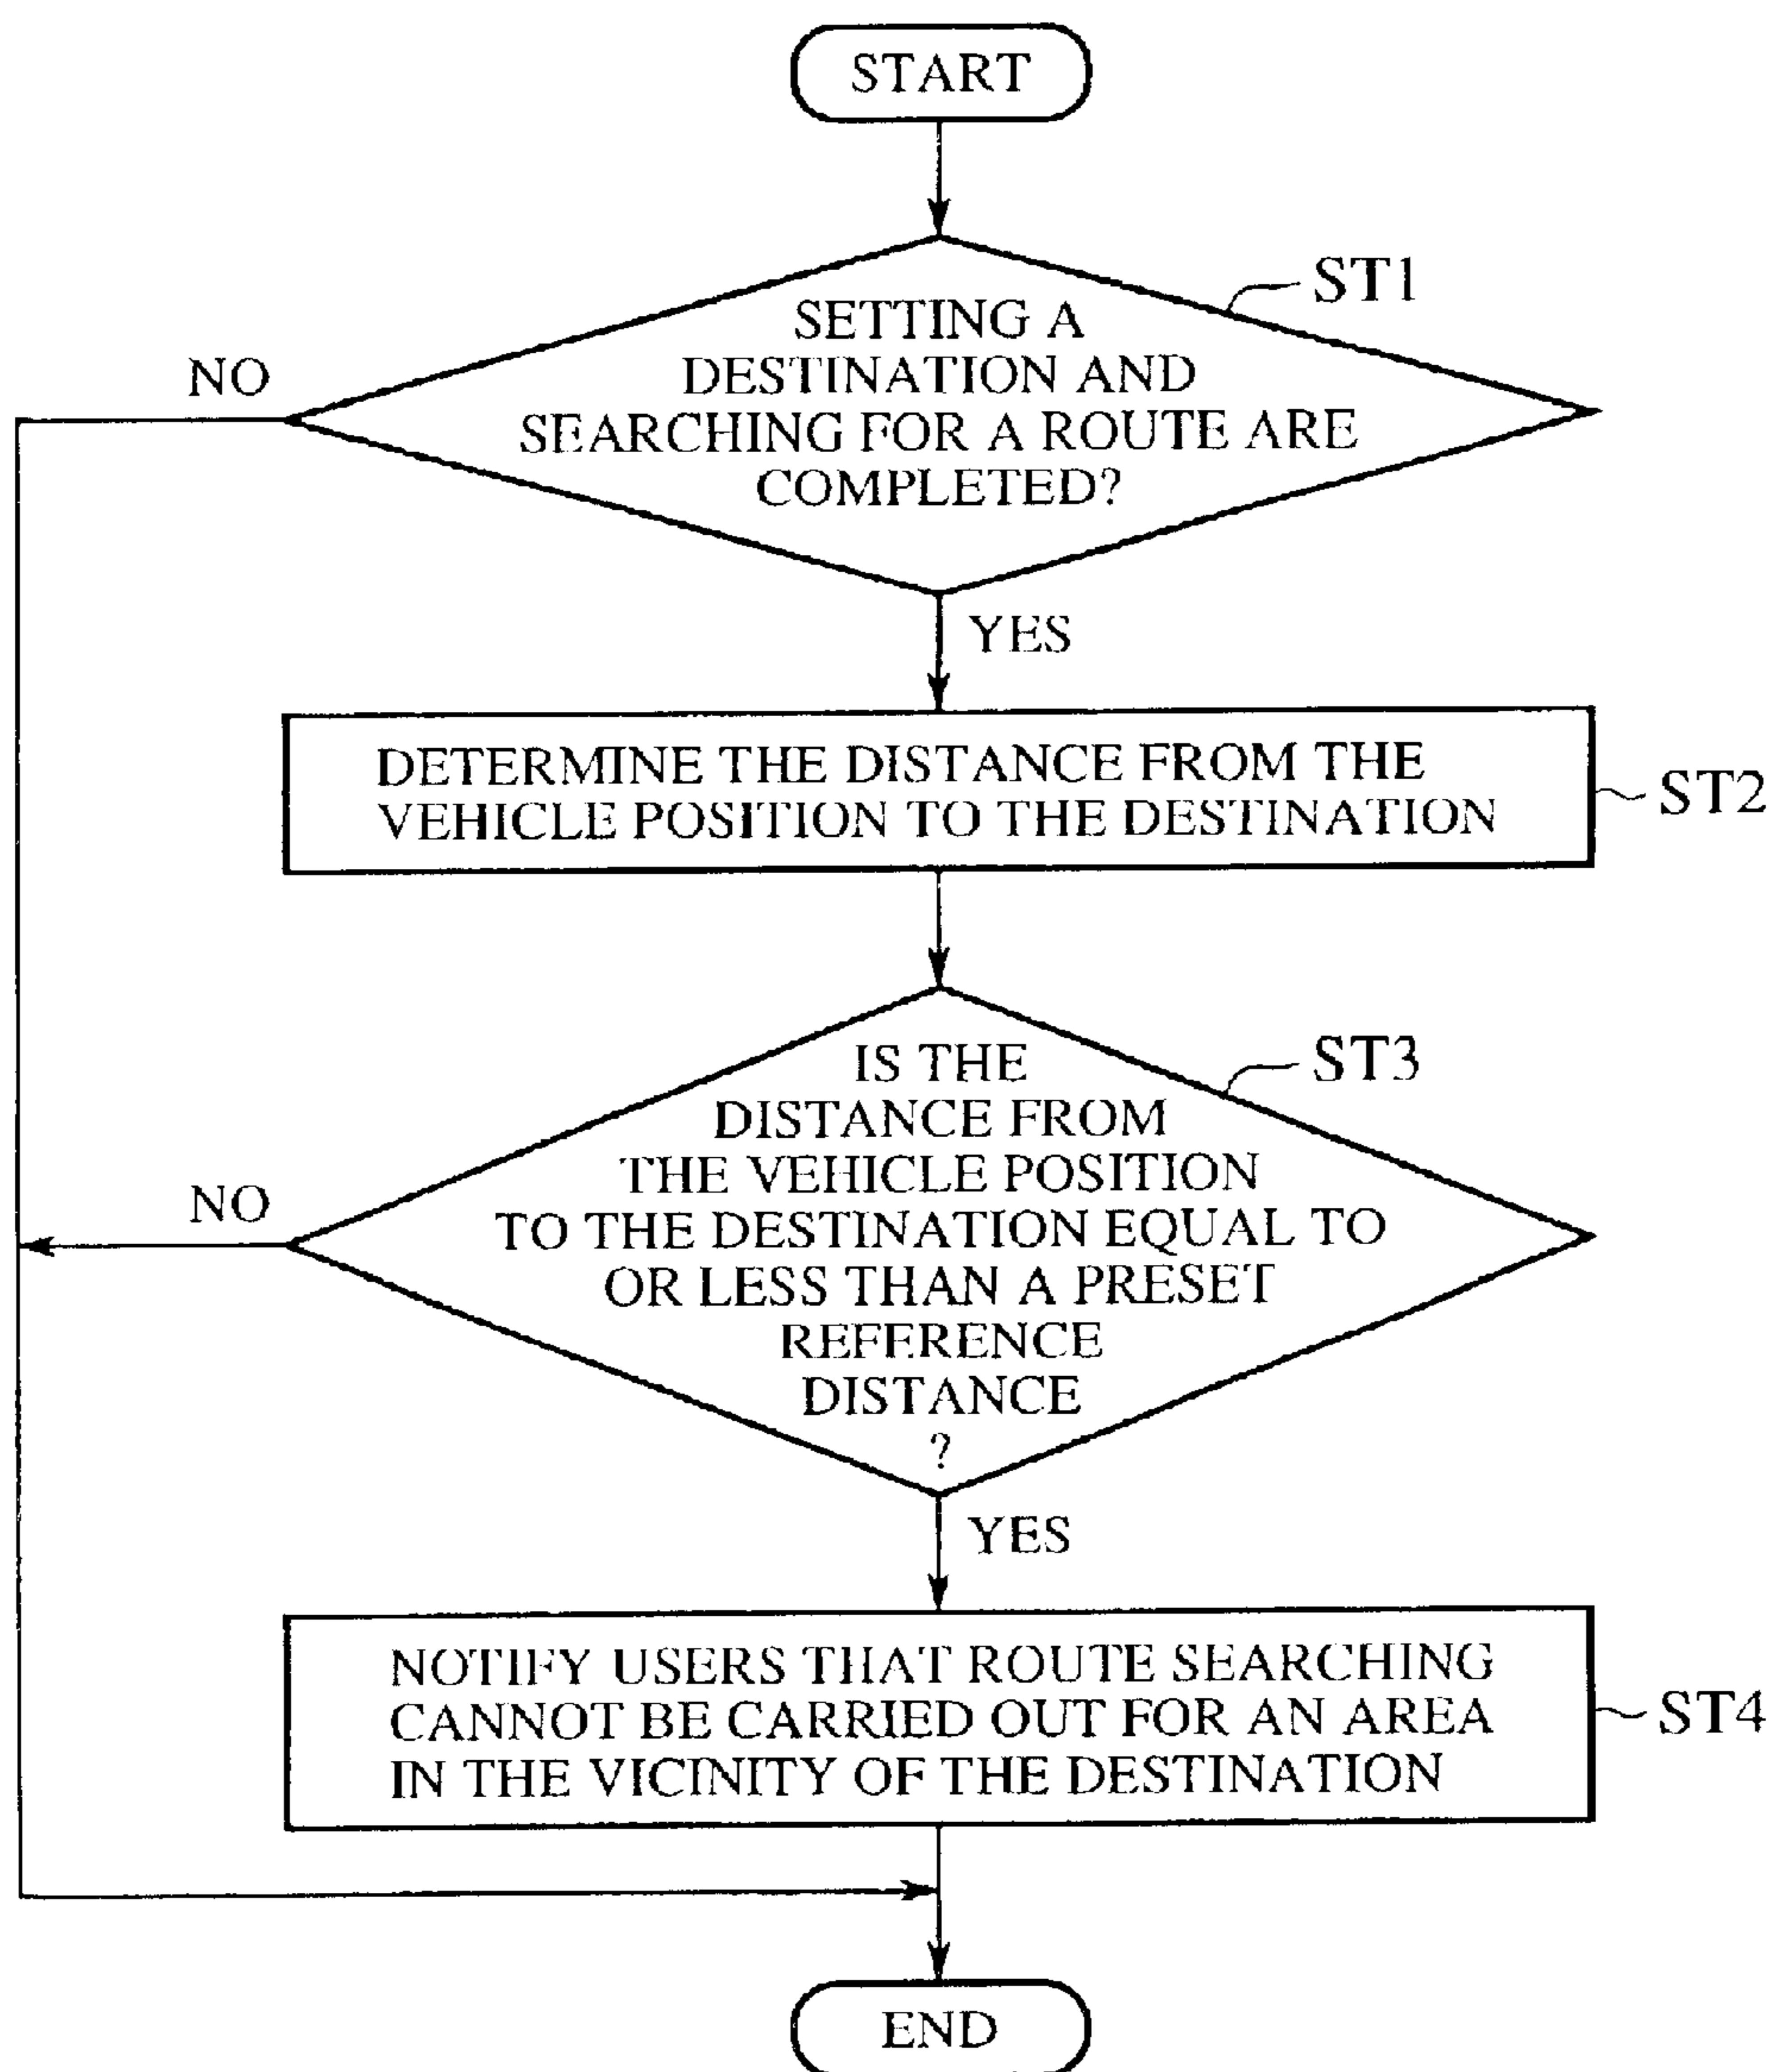 START
ST1
SETTING A
DESTINATION AND
SEARCHING FOR A ROUTE ARE
COMPLETED?
NO
YES
DETERMINE THE DISTANCE FROM THE
VEHICLE POSITION TO THE DESTINATION
ST2
ST3
IS THE
DISTANCE FROM
THE VEHICLE POSITION
TO THE DESTINATION EQUAL TO
OR LESS THAN A PRESET
REFERENCE
DISTANCE
?
NO
YES
NOTIFY USERS THAT ROUTE SEARCHING
CANNOT BE CARRIED OUT FOR AN AREA
IN THE VICINITY OF THE DESTINATION
ST4
END